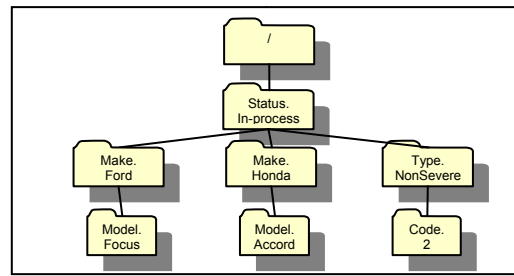 /
Status.
In-process
Make.
Ford
Make.
Honda
Type.
NonSevere
Model.
Focus
Model.
Accord
Code.
2